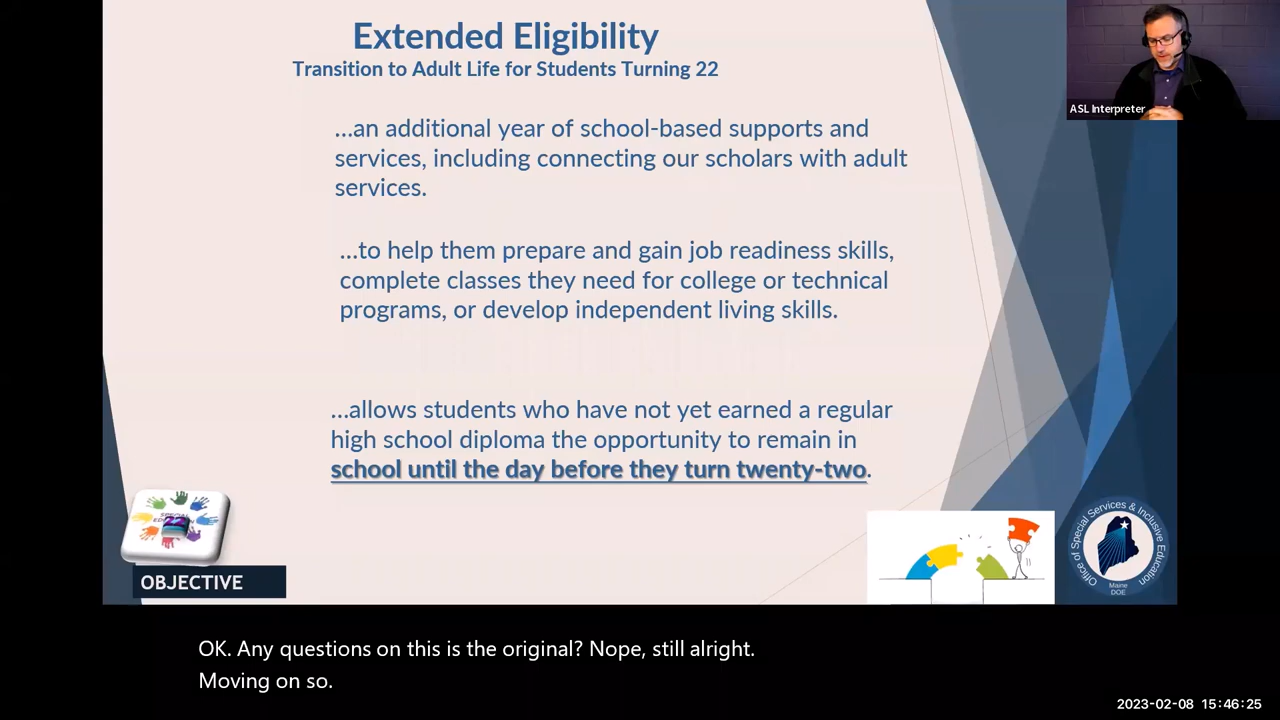 Extended Eligibility
Transition to Adult Life for Students Turning 22
ASL Interpreter
...an additional year of school-based supports and
services, including connecting our scholars with adult
services.
...to help them prepare and gain job readiness skills,
complete classes they need for college or technical
programs, or develop independent living skills.
...allows students who have not yet earned a regular
high school diploma the opportunity to remain in
school until the day before they turn twenty-two.
22
OBJECTIVE
Office of Special Services & Inclusive Education
Maine
DOE
OK. Any questions on this is the original? Nope, still alright.
Moving on so.
2023-02-08 15:46:25